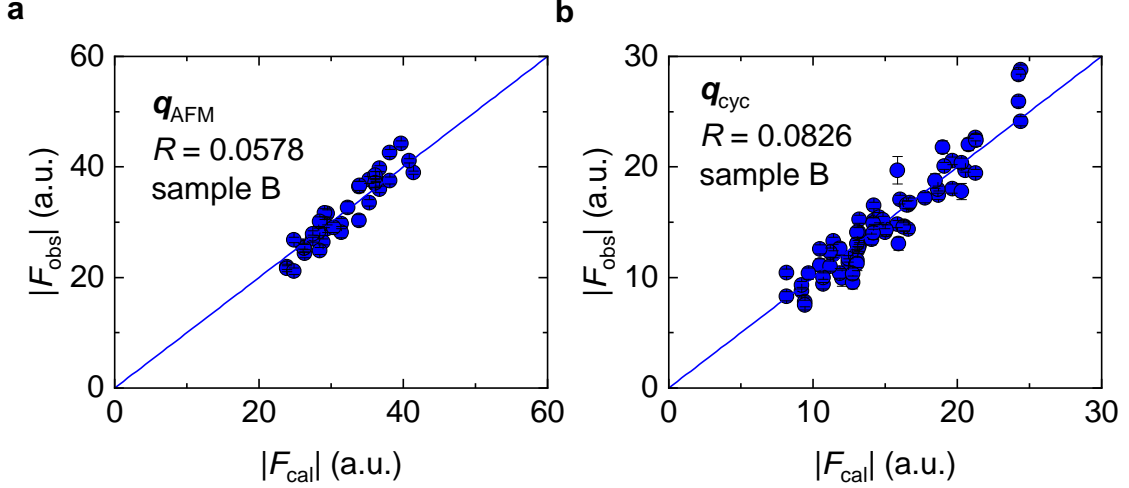 a
60
40
20
0
|F_obs| (a.u.)
q_AFM
R = 0.0578
sample B
0 20 40 60
|F_cal| (a.u.)
b
30
20
10
0
|F_obs| (a.u.)
q_cyc
R = 0.0826
sample B
0 10 20 30
|F_cal| (a.u.)